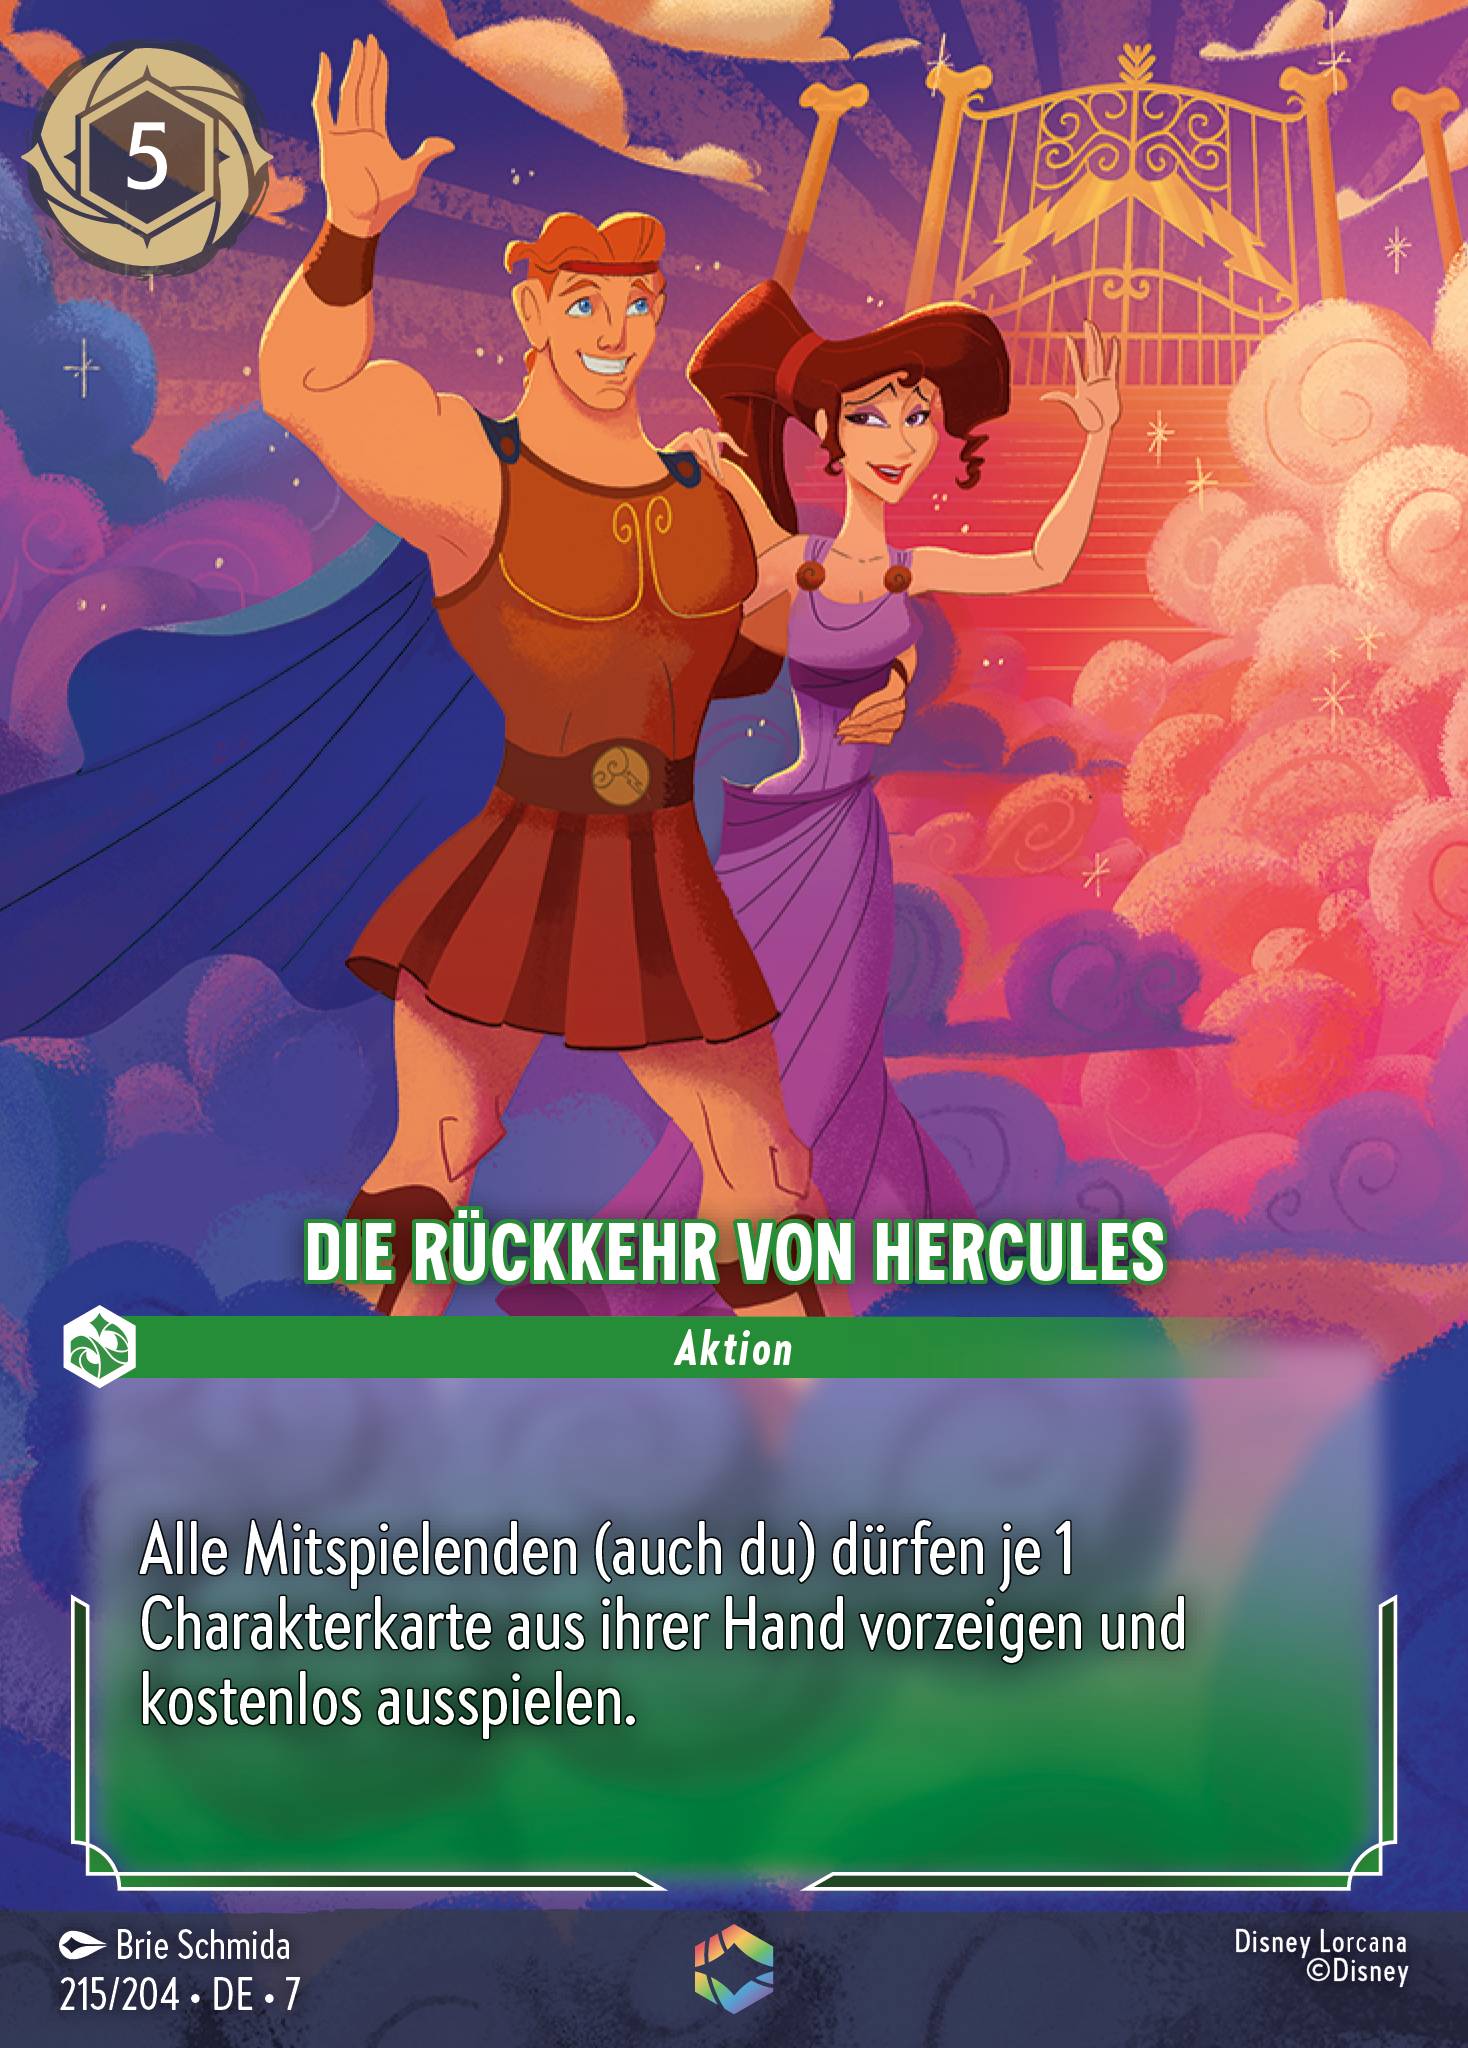 5
DIE RÜCKKEHR VON HERCULES
Aktion
Alle Mitspielenden (auch du) dürfen je 1
Charakterkarte aus ihrer Hand vorzeigen und
kostenlos ausspielen.
Brie Schmida
215/204 • DE • 7
Disney Lorcana
©Disney